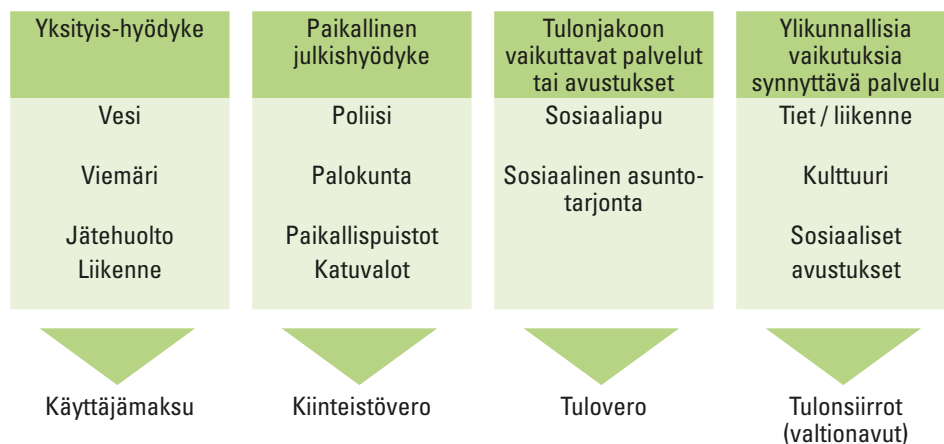 Yksityis-hyödyke
Vesi
Viemäri
Jätehuolto
Liikenne
Käyttäjämaksu
Paikallinen
julkishyödyke
Poliisi
Palokunta
Paikallispuistot
Katuvalot
Kiinteistövero
Tulonjakoon
vaikuttavat palvelut
tai avustukset
Sosiaaliapu
Sosiaalinen asunto-
tarjonta
Tulovero
Ylikunnallisia
vaikutuksia
synnyttävä palvelu
Tiet / liikenne
Kulttuuri
Sosiaaliset
avustukset
Tulonsiirrot
(valtionavut)